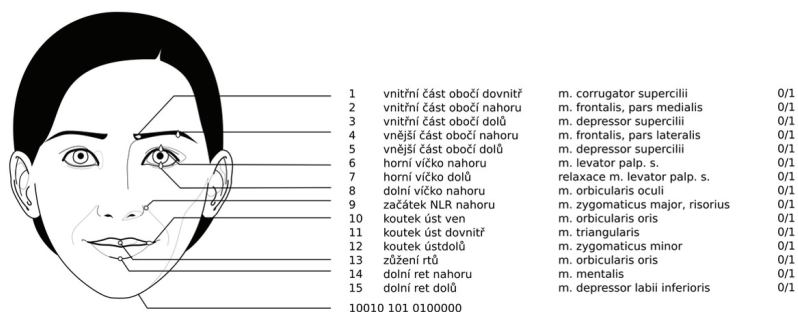 1 vnitřní část obočí dovnitř m. corrugator supercilii 0/1
2 vnitřní část obočí nahoru m. frontalis, pars medialis 0/1
3 vnitřní část obočí dolů m. depressor supercilii 0/1
4 vnější část obočí nahoru m. frontalis, pars lateralis 0/1
5 vnější část obočí dolů m. depressor supercilii 0/1
6 horní víčko nahoru m. levator palp. s. 0/1
7 horní víčko dolů relaxace m. levator palp. s. 0/1
8 dolní víčko nahoru m. orbicularis oculi 0/1
9 začátek NLR nahoru m. zygomaticus major, risorius 0/1
10 koutek úst ven m. orbicularis oris 0/1
11 koutek úst dovnitř m. triangularis 0/1
12 koutek ústdolů m. zygomaticus minor 0/1
13 zůžení rtů m. orbicularis oris 0/1
14 dolní ret nahoru m. mentalis 0/1
15 dolní ret dolů m. depressor labii inferioris 0/1
10010 101 0100000